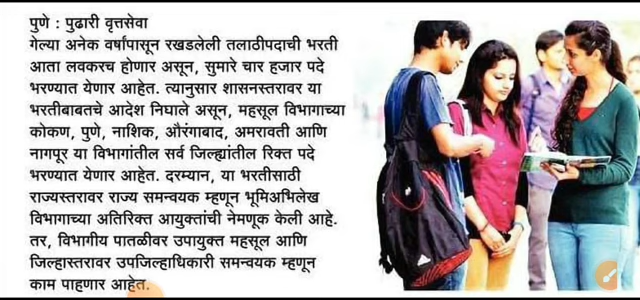 पुणे : पुढारी वृत्तसेवा
गेल्या अनेक वर्षांपासून रखडलेली तलाठीपदाची भरती
आता लवकरच होणार असून, सुमारे चार हजार पदे
भरण्यात येणार आहेत. त्यानुसार शासनस्तरावर या
भरतीबाबतचे आदेश निघाले असून, महसूल विभागाच्या
कोकण, पुणे, नाशिक, औरंगाबाद, अमरावती आणि
नागपूर या विभागांतील सर्व जिल्ह्यांतील रिक्त पदे
भरण्यात येणार आहेत. दरम्यान, या भरतीसाठी
राज्यस्तरावर राज्य समन्वयक म्हणून भूमिअभिलेख
विभागाच्या अतिरिक्त आयुक्तांची नेमणूक केली आहे.
तर, विभागीय पातळीवर उपायुक्त महसूल आणि
जिल्हास्तरावर उपजिल्हाधिकारी समन्वयक म्हणून
काम पाहणार आहेत.